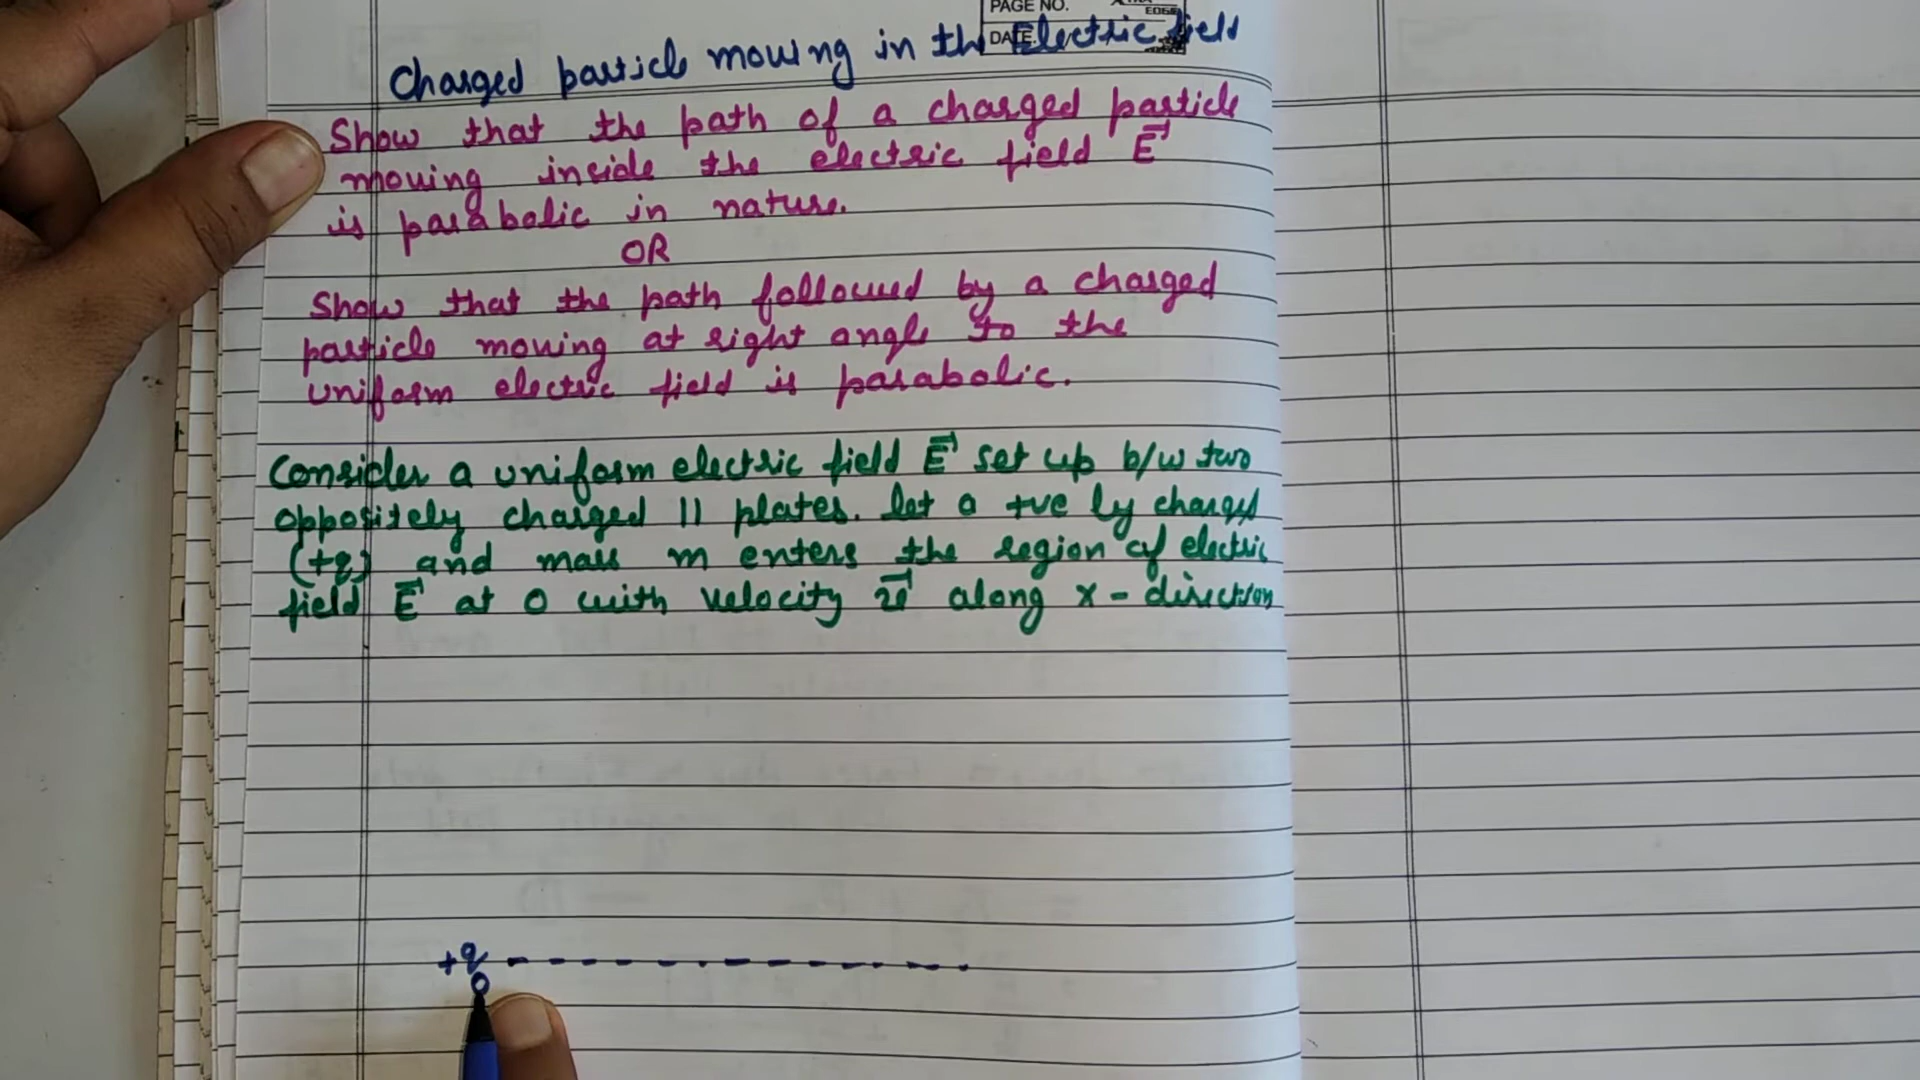 PAGE NO.
DATE
Charged particle moving in the Electric field
Show that the path of a charged particle
moving inside the electric field E⃗
is parabolic in nature.
OR
Show that the path followed by a charged
particle moving at right angle to the
uniform electric field is parabolic.
Consider a uniform electric field E⃗ set up b/w two
oppositely charged || plates. let a +ve ly charged
(+q) and mass m enters the region of electric
field E⃗ at O with velocity v⃗ along x - direction
+q
O